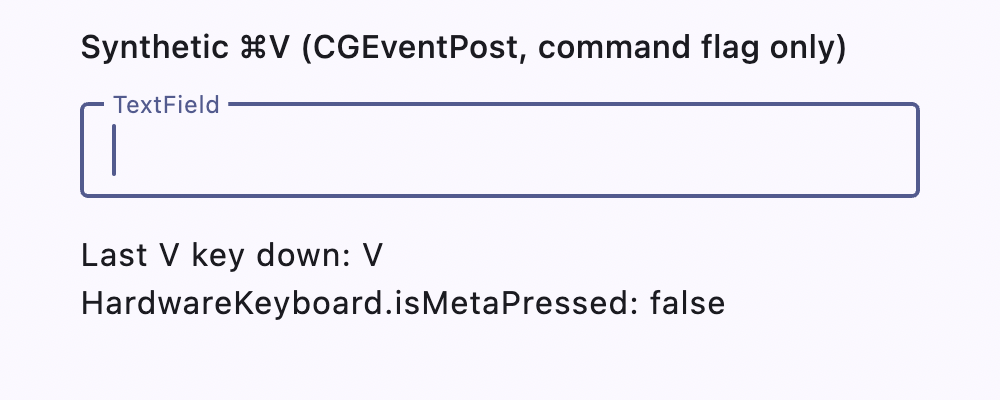 Synthetic ⌘V (CGEventPost, command flag only)
TextField
Last V key down: V
HardwareKeyboard.isMetaPressed: false